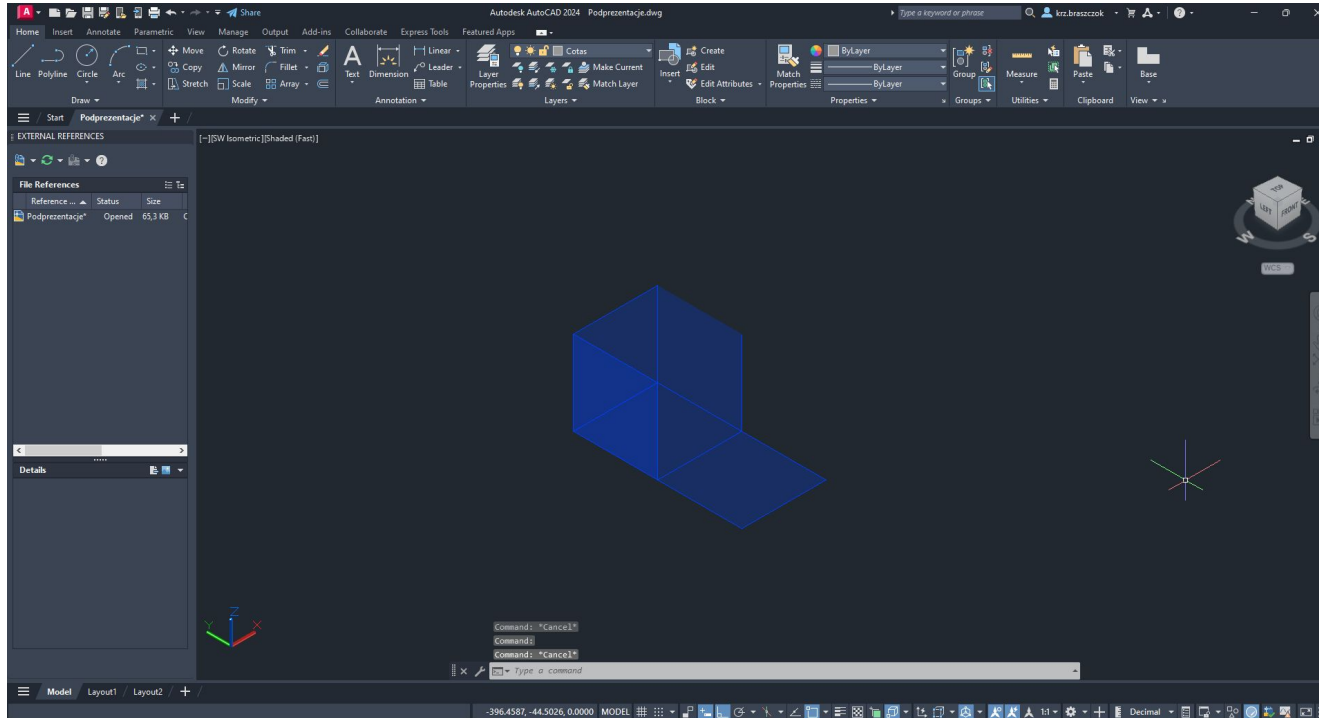 A Share Autodesk AutoCAD 2024 Podprezentacje.dwg Type a keyword or phrase krz.braszczok
Home Insert Annotate Parametric View Manage Output Add-ins Collaborate Express Tools Featured Apps
Move Rotate Trim Linear Cotas Create ByLayer
Copy Mirror Fillet Leader Make Current Edit ByLayer
Line Polyline Circle Arc Text Dimension Layer Properties Insert Match Properties Group Measure Paste Base
Stretch Scale Array Table Match Layer Edit Attributes ByLayer
Draw Modify Annotation Layers Block Properties Groups Utilities Clipboard View
Start Podprezentacje*
EXTERNAL REFERENCES
[−][SW Isometric][Shaded (Fast)]
File References
Reference ... Status Size
Podprezentacje* Opened 65,3 KB C
TOP
LEFT FRONT
W S
WCS
Details
Z
Y X
Command: *Cancel*
Command:
Command: *Cancel*
Type a command
Model Layout1 Layout2
-396.4587, -44.5026, 0.0000 MODEL 1:1 Decimal